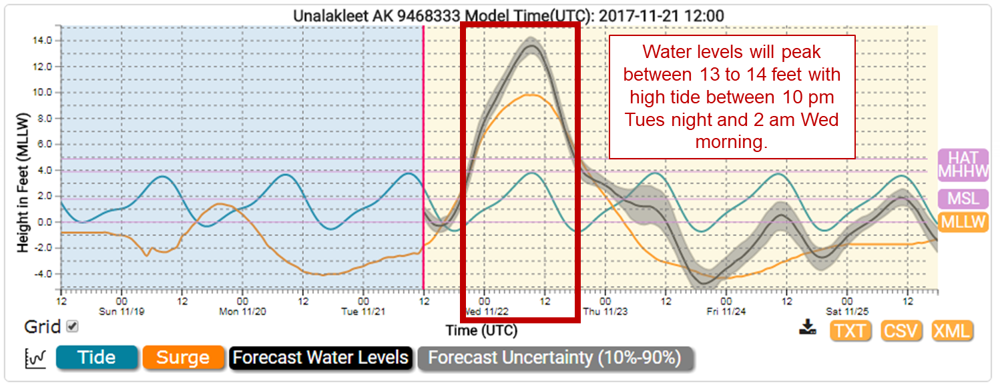 Unalakleet AK 9468333 Model Time(UTC): 2017-11-21 12:00
Water levels will peak
between 13 to 14 feet with
high tide between 10 pm
Tues night and 2 am Wed
morning.
Height in Feet (MLLW)
14.0
12.0
10.0
8.0
6.0
4.0
2.0
0.0
-2.0
-4.0
HAT
MHHW
MSL
MLLW
12 00 12 00 12 00 12 00 12 00 12 00 12 00 12
Sun 11/19 Mon 11/20 Tue 11/21 Wed 11/22 Thu 11/23 Fri 11/24 Sat 11/25
Time (UTC)
Grid
TXT CSV XML
Tide Surge Forecast Water Levels Forecast Uncertainty (10%-90%)